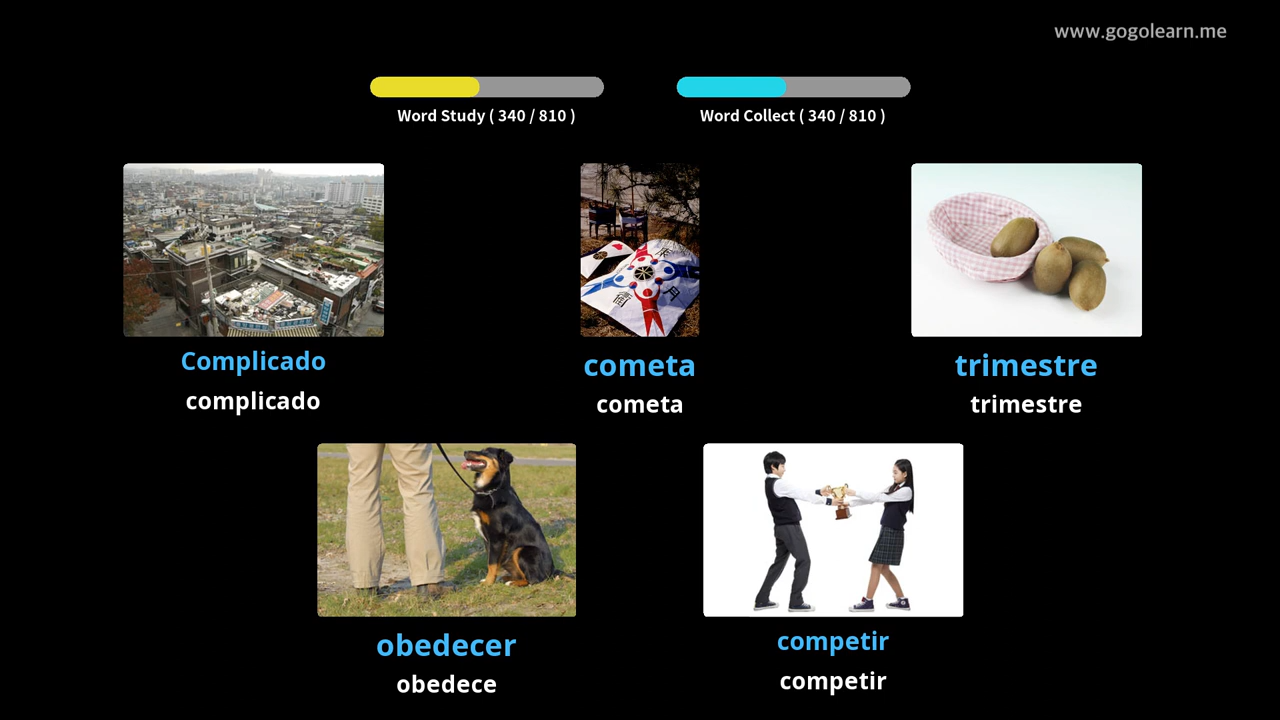 www.gogolearn.me
Word Study ( 340 / 810 )
Word Collect ( 340 / 810 )
Complicado
complicado
cometa
cometa
trimestre
trimestre
obedecer
obedece
competir
competir